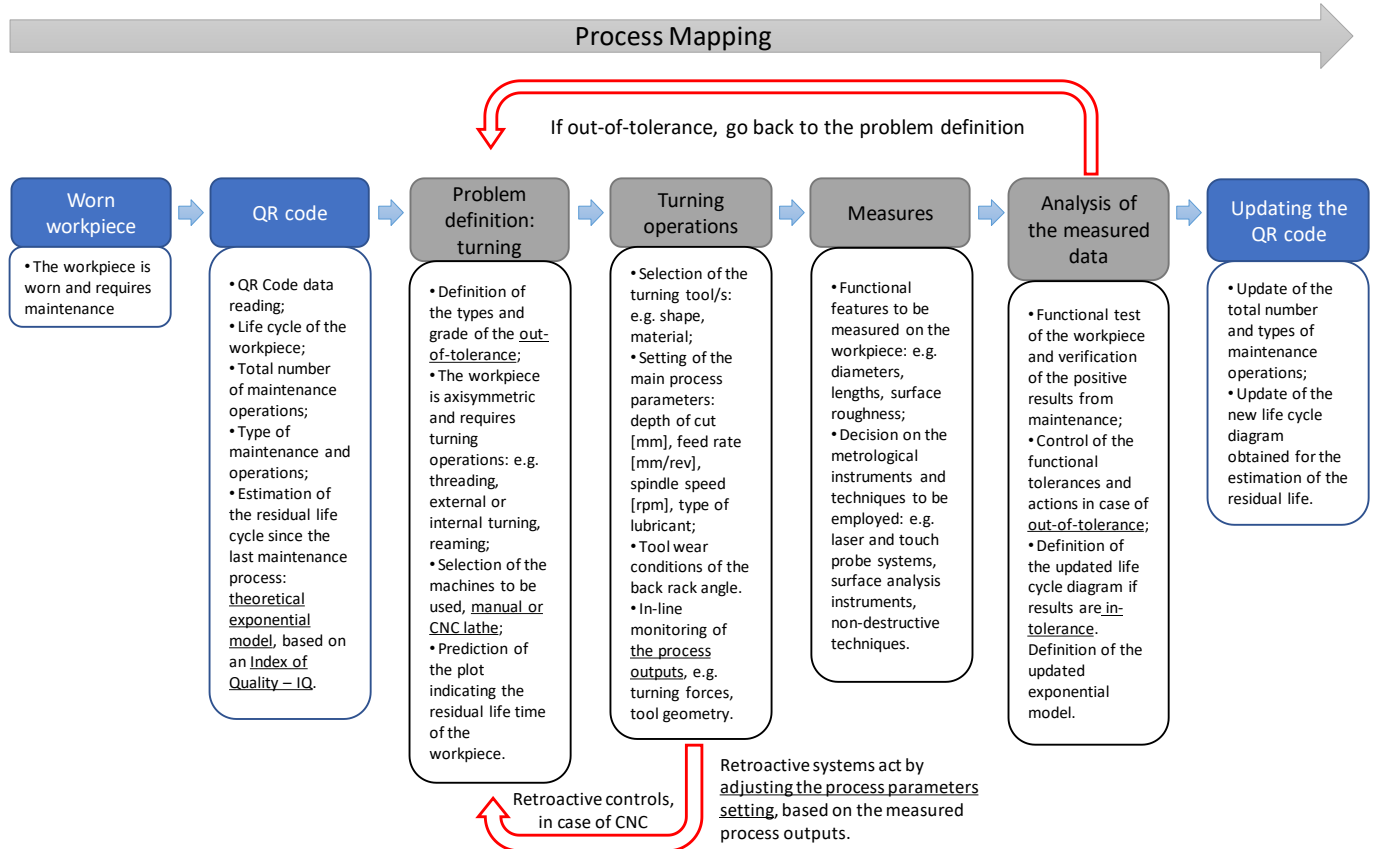 Process Mapping
If out-of-tolerance, go back to the problem definition
Worn
workpiece
• The workpiece is
worn and requires
maintenance
QR code
• QR Code data
reading;
• Life cycle of the
workpiece;
• Total number
of maintenance
operations;
• Type of
maintenance and
operations;
• Estimation of
the residual life
cycle since the
last maintenance
process:
theoretical
exponential
model, based on
an Index of
Quality – IQ.
Problem
definition:
turning
• Definition of
the types and
grade of the out-
of-tolerance;
• The workpiece
is axisymmetric
and requires
turning
operations: e.g.
threading,
external or
internal turning,
reaming;
• Selection of the
machines to be
used, manual or
CNC lathe;
• Prediction of
the plot
indicating the
residual life time
of the
workpiece.
Turning
operations
• Selection of the
turning tool/s:
e.g. shape,
material;
• Setting of the
main process
parameters:
depth of cut
[mm], feed rate
[mm/rev],
spindle speed
[rpm], type of
lubricant;
• Tool wear
conditions of the
back rack angle.
• In-line
monitoring of
the process
outputs, e.g.
turning forces,
tool geometry.
Measures
• Functional
features to be
measured on the
workpiece: e.g.
diameters,
lengths, surface
roughness;
• Decision on the
metrological
instruments and
techniques to be
employed: e.g.
laser and touch
probe systems,
surface analysis
instruments,
non-destructive
techniques.
Analysis of
the measured
data
• Functional test
of the workpiece
and verification
of the positive
results from
maintenance;
• Control of the
functional
tolerances and
actions in case of
out-of-tolerance;
• Definition of
the updated life
cycle diagram if
results are in-
tolerance.
Definition of the
updated
exponential
model.
Updating the
QR code
• Update of the
total number
and types of
maintenance
operations;
• Update of the
new life cycle
diagram
obtained for the
estimation of the
residual life.
Retroactive controls,
in case of CNC
Retroactive systems act by
adjusting the process parameters
setting, based on the measured
process outputs.